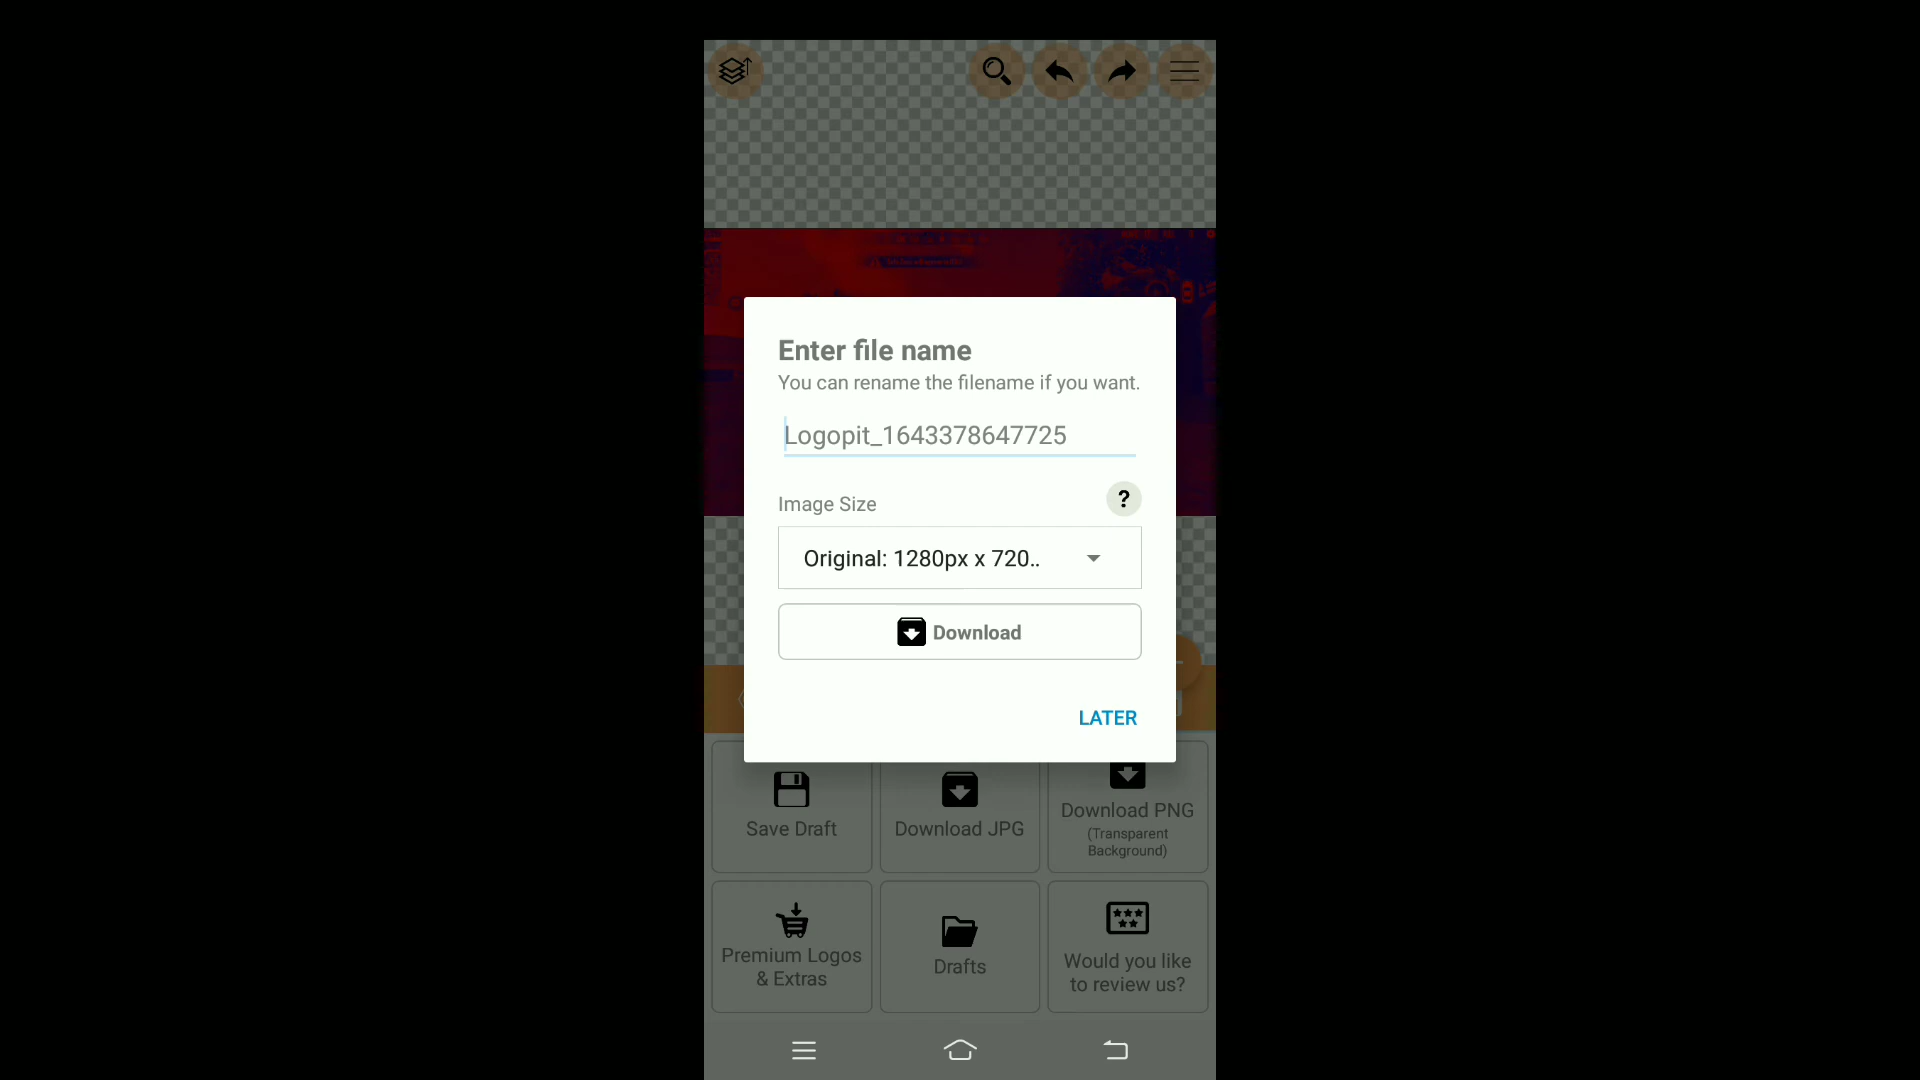 Enter file name
You can rename the filename if you want.
Logopit_1643378647725
Image Size
?
Original: 1280px x 720..
Download
LATER
Save Draft
Download JPG
Download PNG
(Transparent
Background)
Premium Logos
& Extras
Drafts
Would you like
to review us?